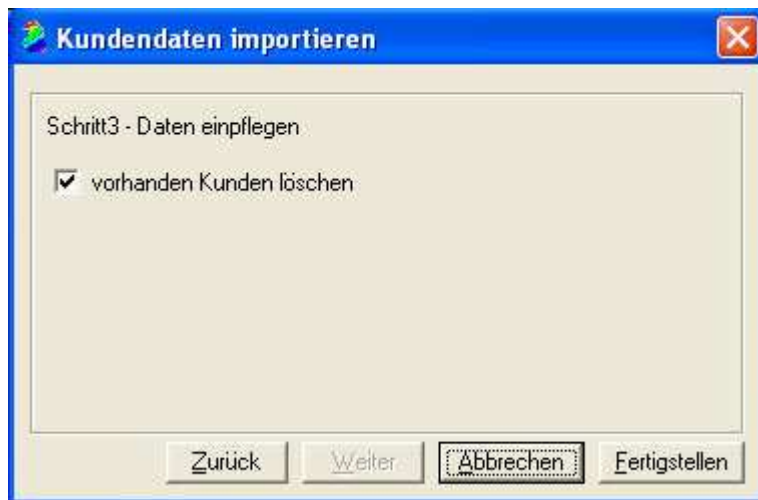 Kundendaten importieren
Schritt3 - Daten einpflegen
vorhanden Kunden löschen
Zurück Weiter Abbrechen Fertigstellen